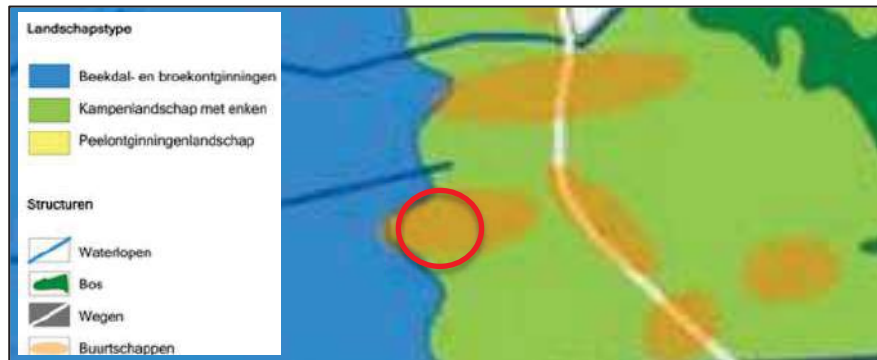 Landschapstype
Beekdal- en broekontginningen
Kampenlandschap met enken
Peelontginningenlandschap
Structuren
Waterlopen
Bos
Wegen
Buurtschappen